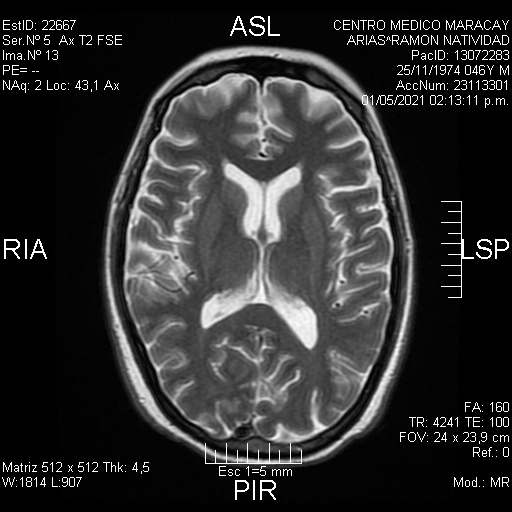 EstID: 22667
Ser.Nº 5 Ax T2 FSE
Ima.Nº 13
PE= --
NAq: 2 Loc: 43,1 Ax
ASL
CENTRO MEDICO MARACAY
ARIAS^RAMON NATIVIDAD
PacID: 13072283
25/11/1974 046Y M
AccNum: 23113301
01/05/2021 02:13:11 p.m.
RIA
LSP
FA: 160
TR: 4241 TE: 100
FOV: 24 x 23,9 cm
Ref.: 0
Mod.: MR
Matriz 512 x 512 Thk: 4,5
W:1814 L:907
Esc 1=5 mm
PIR